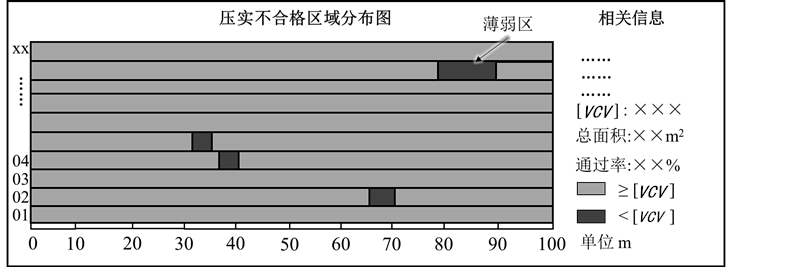 压实不合格区域分布图
相关信息
薄弱区
xx
......
04
03
02
01
0 10 20 30 40 50 60 70 80 90 100
单位 m
......
......
......
[VCV]:×××
总面积:××m²
通过率:××%
≥[VCV]
<[VCV]